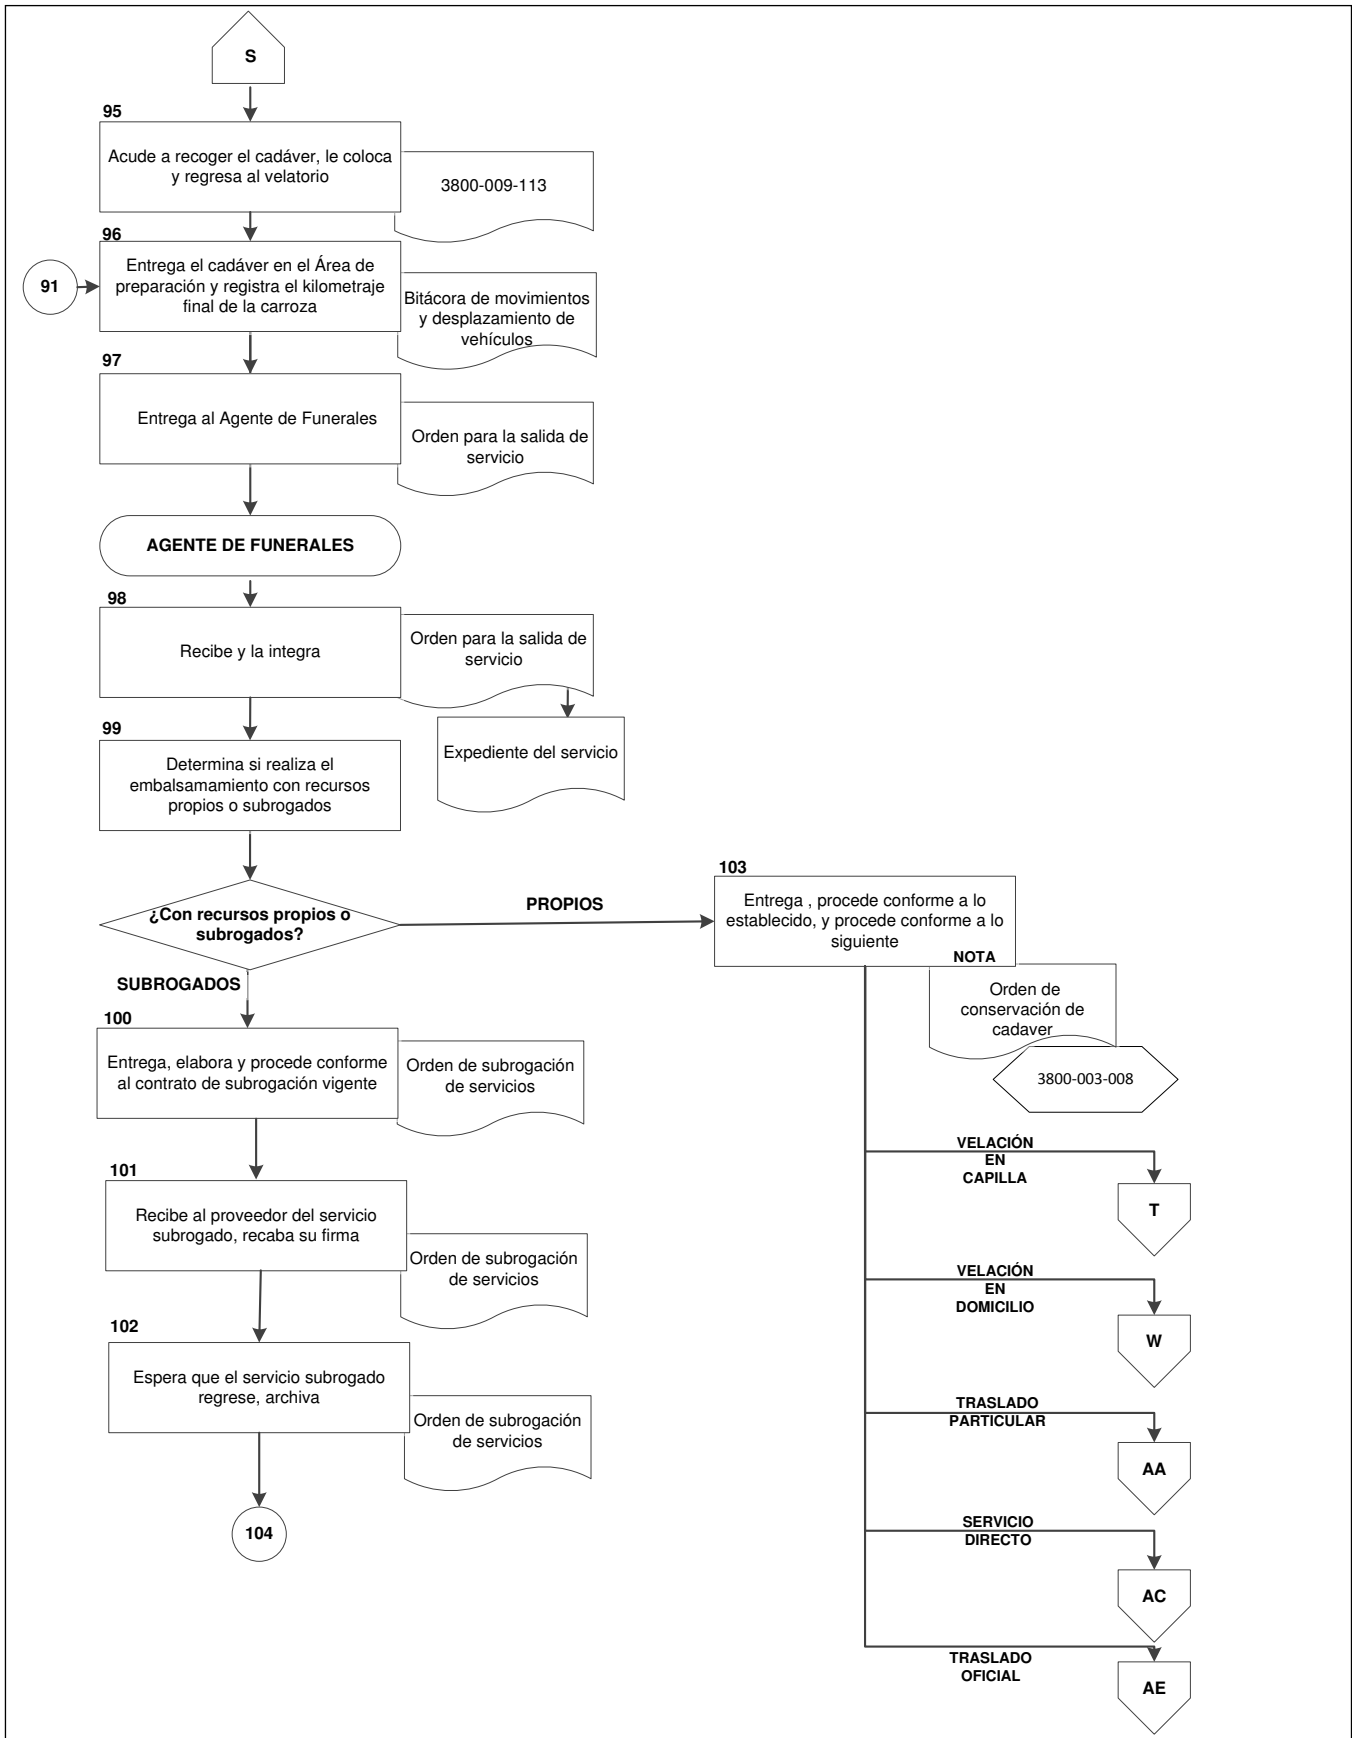 S
95
Acude a recoger el cadáver, le coloca
y regresa al velatorio
3800-009-113
96
91
Entrega el cadáver en el Área de
preparación y registra el kilometraje
final de la carroza
Bitácora de movimientos
y desplazamiento de
vehículos
97
Entrega al Agente de Funerales
Orden para la salida de
servicio
AGENTE DE FUNERALES
98
Recibe y la integra
Orden para la salida de
servicio
Expediente del servicio
99
Determina si realiza el
embalsamamiento con recursos
propios o subrogados
¿Con recursos propios o
subrogados?
PROPIOS
SUBROGADOS
103
Entrega , procede conforme a lo
establecido, y procede conforme a lo
siguiente
NOTA
Orden de
conservación de
cadaver
3800-003-008
100
Entrega, elabora y procede conforme
al contrato de subrogación vigente
Orden de subrogación
de servicios
101
Recibe al proveedor del servicio
subrogado, recaba su firma
Orden de subrogación
de servicios
102
Espera que el servicio subrogado
regrese, archiva
Orden de subrogación
de servicios
104
VELACIÓN
EN
CAPILLA
T
VELACIÓN
EN
DOMICILIO
W
TRASLADO
PARTICULAR
AA
SERVICIO
DIRECTO
AC
TRASLADO
OFICIAL
AE